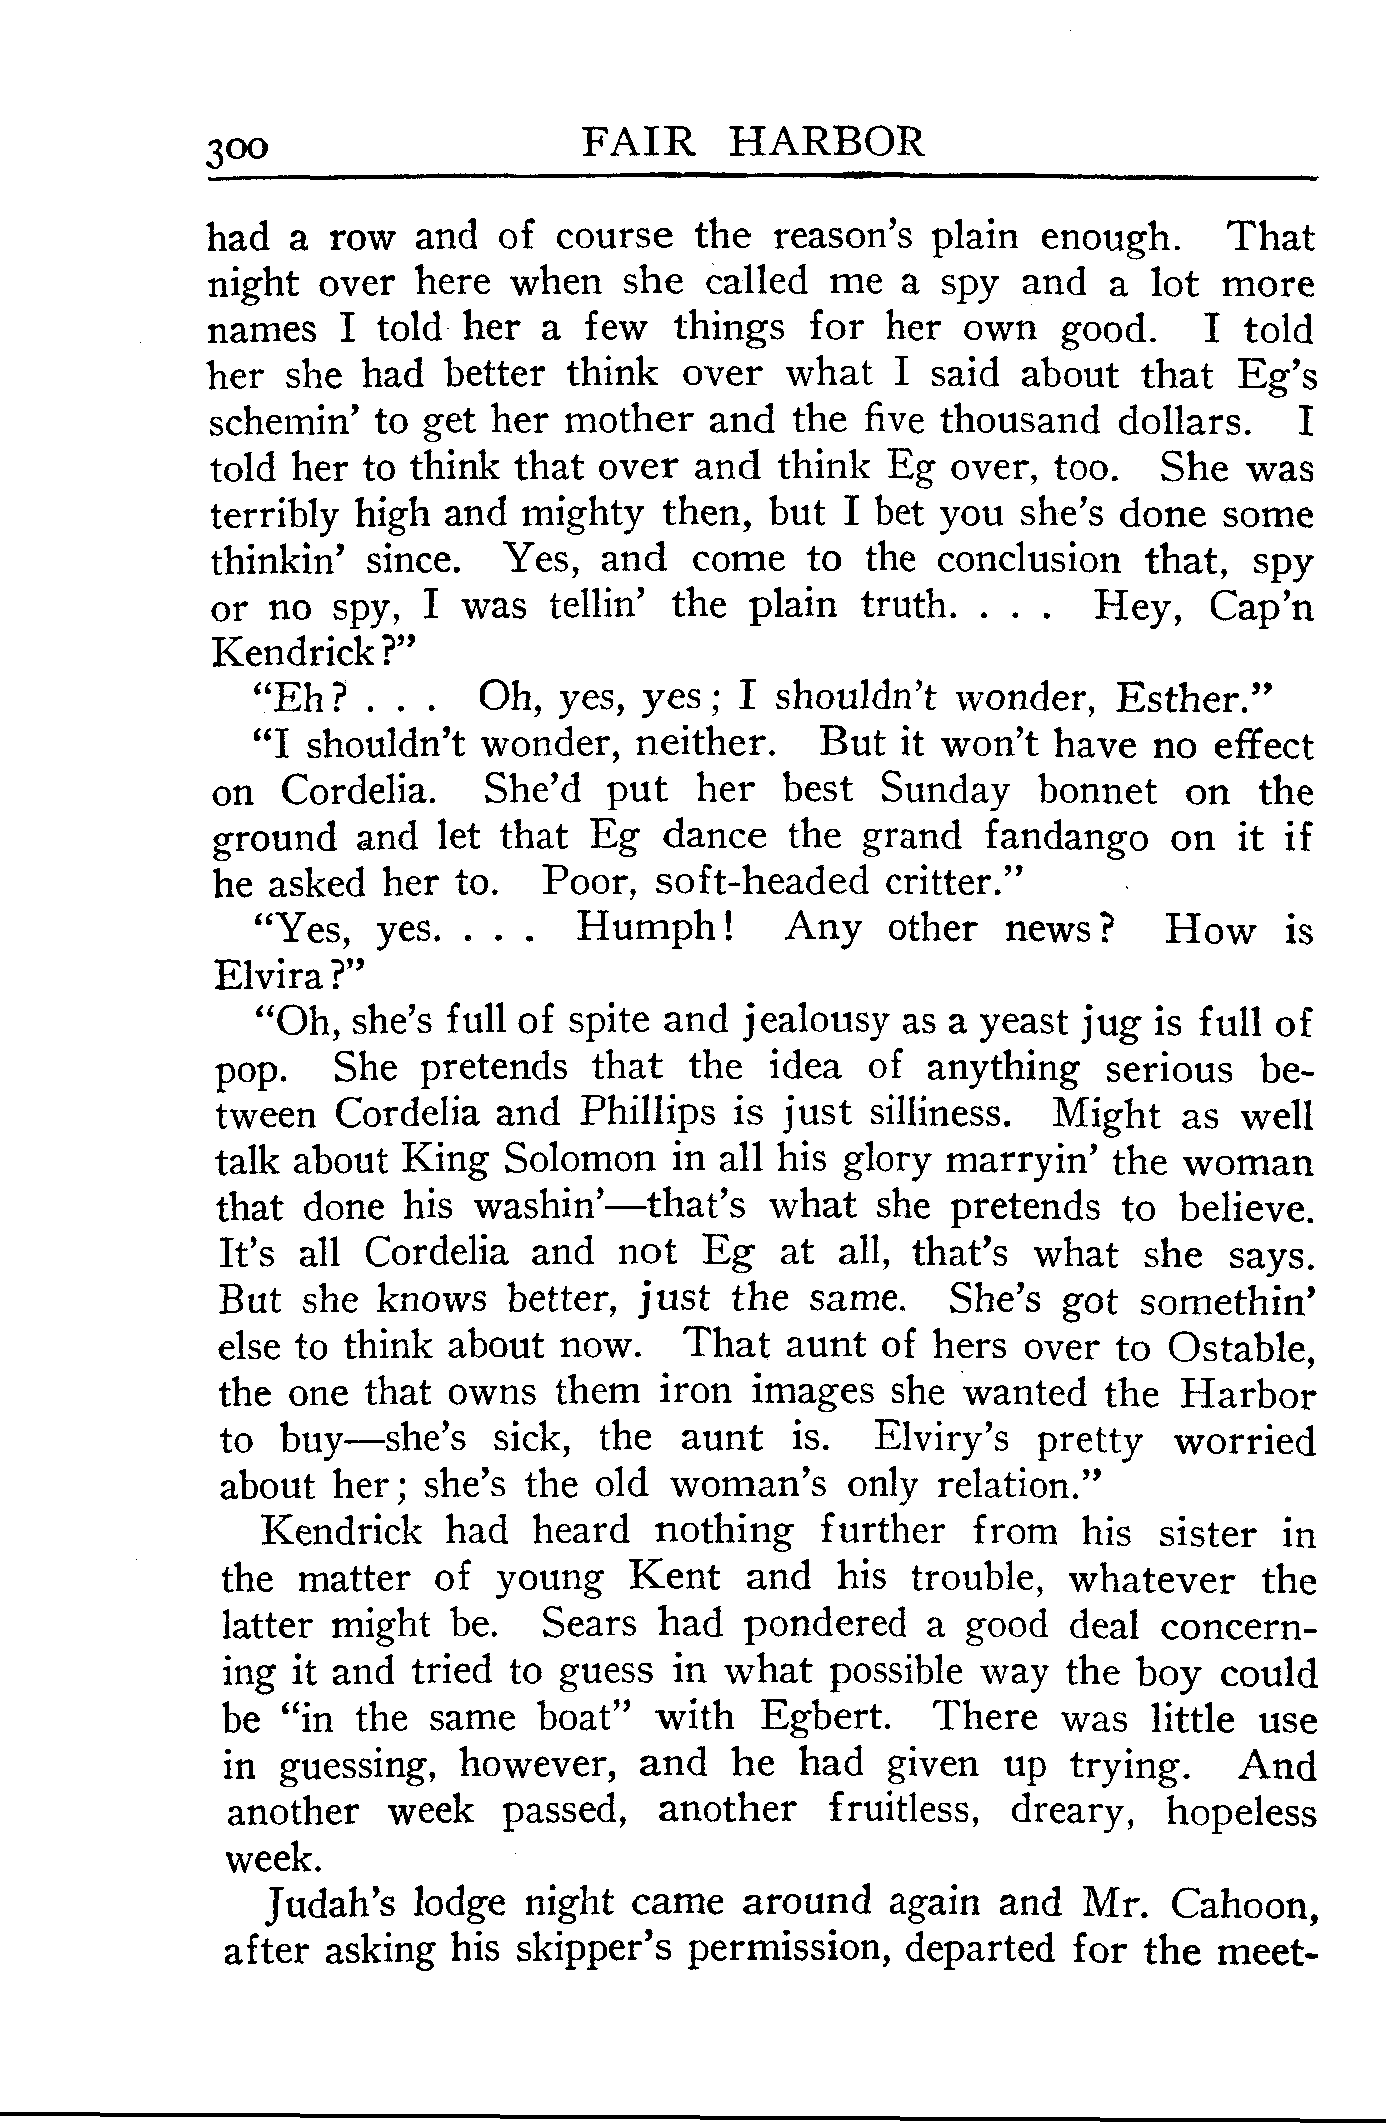 300 FAIR HARBOR
had a row and of course the reason's plain enough. That
night over here when she called me a spy and a lot more
names I told her a few things for her own good. I told
her she had better think over what I said about that Eg's
schemin' to get her mother and the five thousand dollars. I
told her to think that over and think Eg over, too. She was
terribly high and mighty then, but I bet you she's done some
thinkin' since. Yes, and come to the conclusion that, spy
or no spy, I was tellin' the plain truth. . . . Hey, Cap'n
Kendrick?"
"Eh? . . . Oh, yes, yes; I shouldn't wonder, Esther."
"I shouldn't wonder, neither. But it won't have no effect
on Cordelia. She'd put her best Sunday bonnet on the
ground and let that Eg dance the grand fandango on it if
he asked her to. Poor, soft-headed critter."
"Yes, yes. . . . Humph! Any other news? How is
Elvira?"
"Oh, she's full of spite and jealousy as a yeast jug is full of
pop. She pretends that the idea of anything serious be-
tween Cordelia and Phillips is just silliness. Might as well
talk about King Solomon in all his glory marryin' the woman
that done his washin'—that's what she pretends to believe.
It's all Cordelia and not Eg at all, that's what she says.
But she knows better, just the same. She's got somethin'
else to think about now. That aunt of hers over to Ostable,
the one that owns them iron images she wanted the Harbor
to buy—she's sick, the aunt is. Elviry's pretty worried
about her; she's the old woman's only relation."
Kendrick had heard nothing further from his sister in
the matter of young Kent and his trouble, whatever the
latter might be. Sears had pondered a good deal concern-
ing it and tried to guess in what possible way the boy could
be "in the same boat" with Egbert. There was little use
in guessing, however, and he had given up trying. And
another week passed, another fruitless, dreary, hopeless
week.
Judah's lodge night came around again and Mr. Cahoon,
after asking his skipper's permission, departed for the meet-